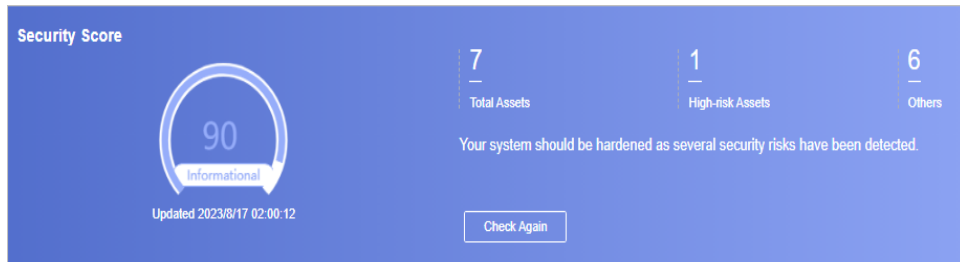 Security Score
90
Informational
Updated 2023/8/17 02:00:12
7
Total Assets
1
High-risk Assets
6
Others
Your system should be hardened as several security risks have been detected.
Check Again